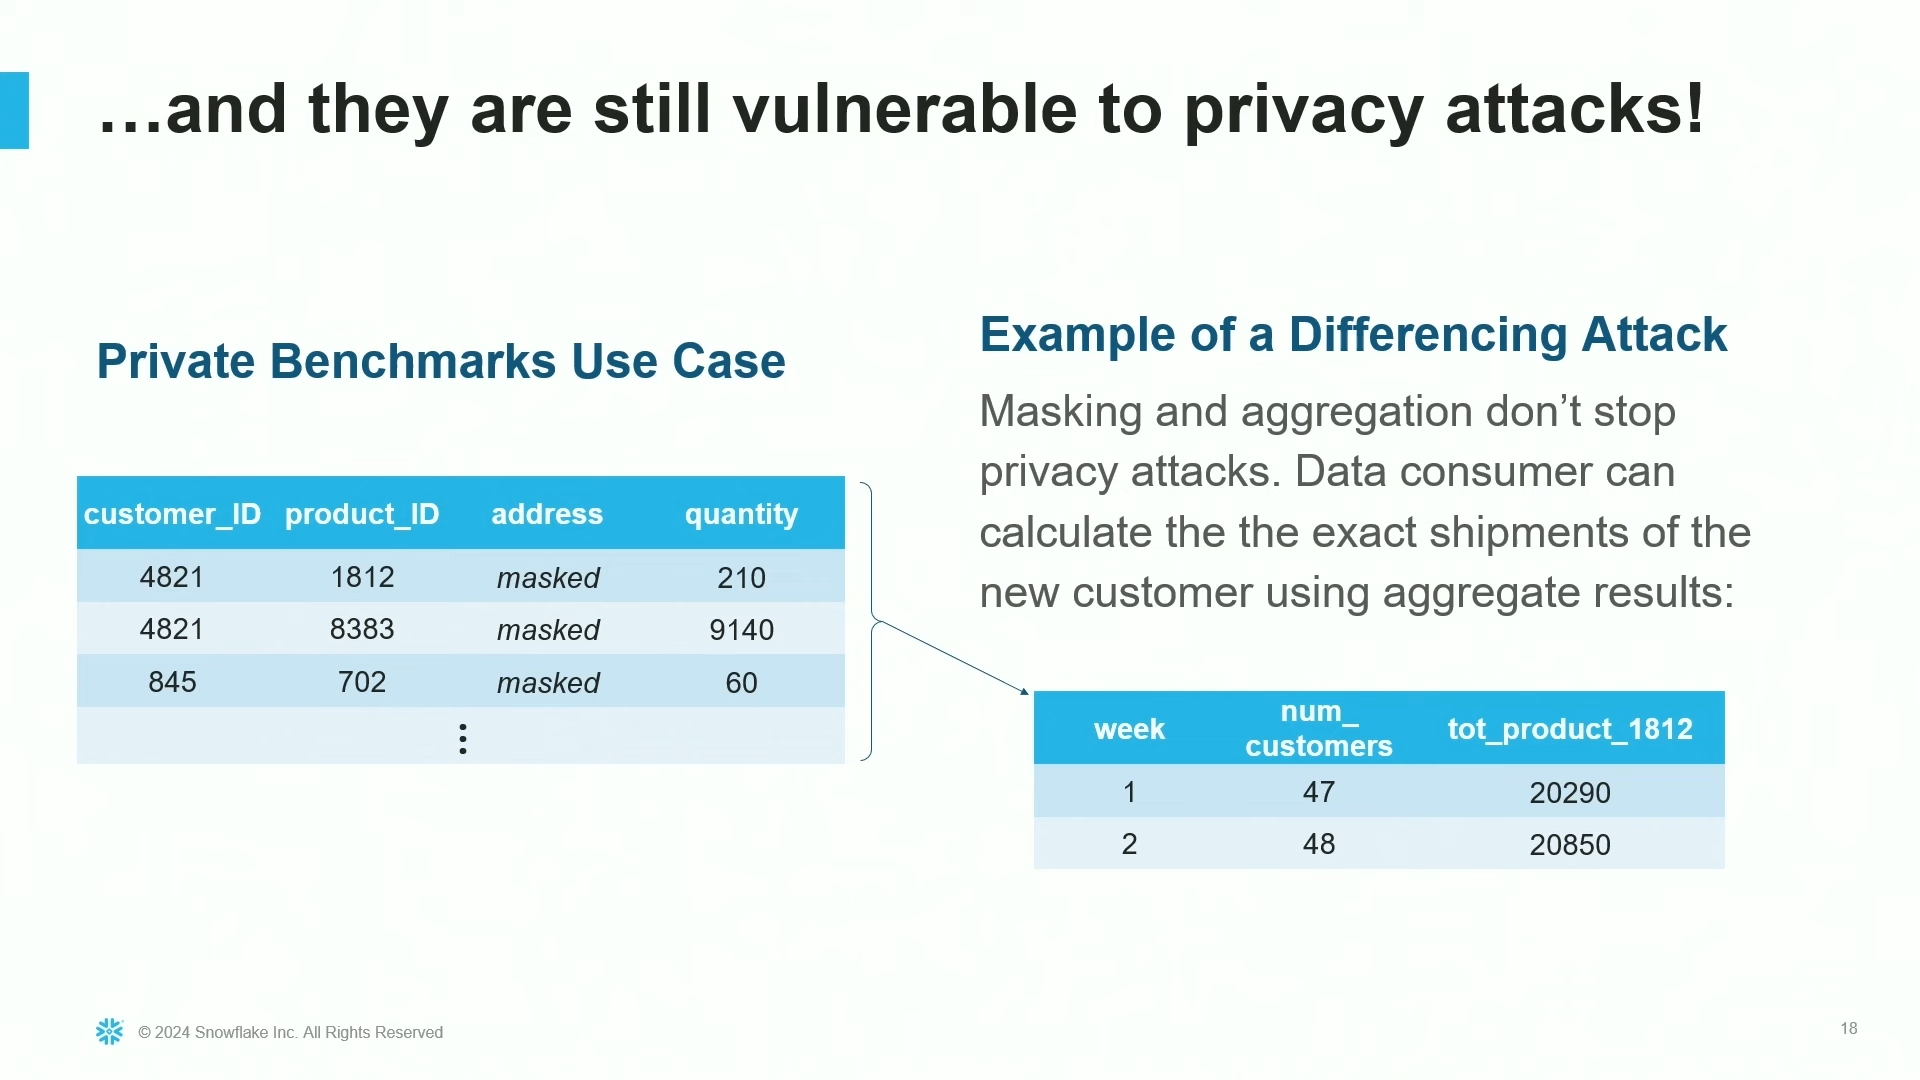 …and they are still vulnerable to privacy attacks!
Private Benchmarks Use Case
customer_ID product_ID address quantity
4821 1812 masked 210
4821 8383 masked 9140
845 702 masked 60
⋮
Example of a Differencing Attack
Masking and aggregation don’t stop
privacy attacks. Data consumer can
calculate the the exact shipments of the
new customer using aggregate results:
week num_ customers tot_product_1812
1 47 20290
2 48 20850
© 2024 Snowflake Inc. All Rights Reserved
18